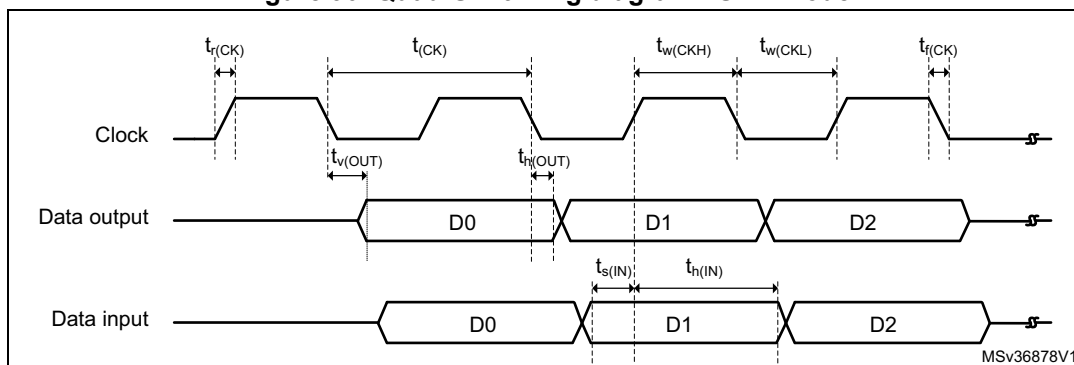 tr(CK) t(CK) tw(CKH) tw(CKL) tf(CK)
Clock
tv(OUT) th(OUT)
Data output D0 D1 D2
ts(IN) th(IN)
Data input D0 D1 D2
MSv36878V1